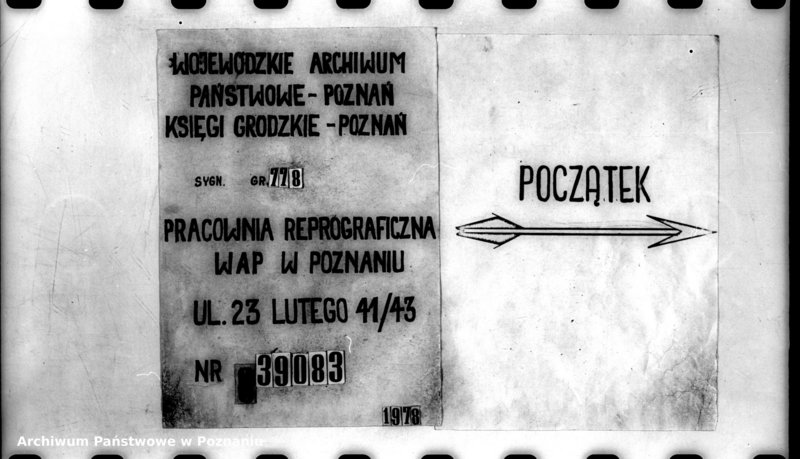 WOJEWÓDZKIE ARCHIWUM
PAŃSTWOWE - POZNAŃ
KSIĘGI GRODZKIE - POZNAŃ
SYGN. GR. 778
PRACOWNIA REPROGRAFICZNA
WAP W POZNANIU
UL. 23 LUTEGO 41/43
NR 39083
1978
POCZĄTEK
Archiwum Państwowe w Poznaniu